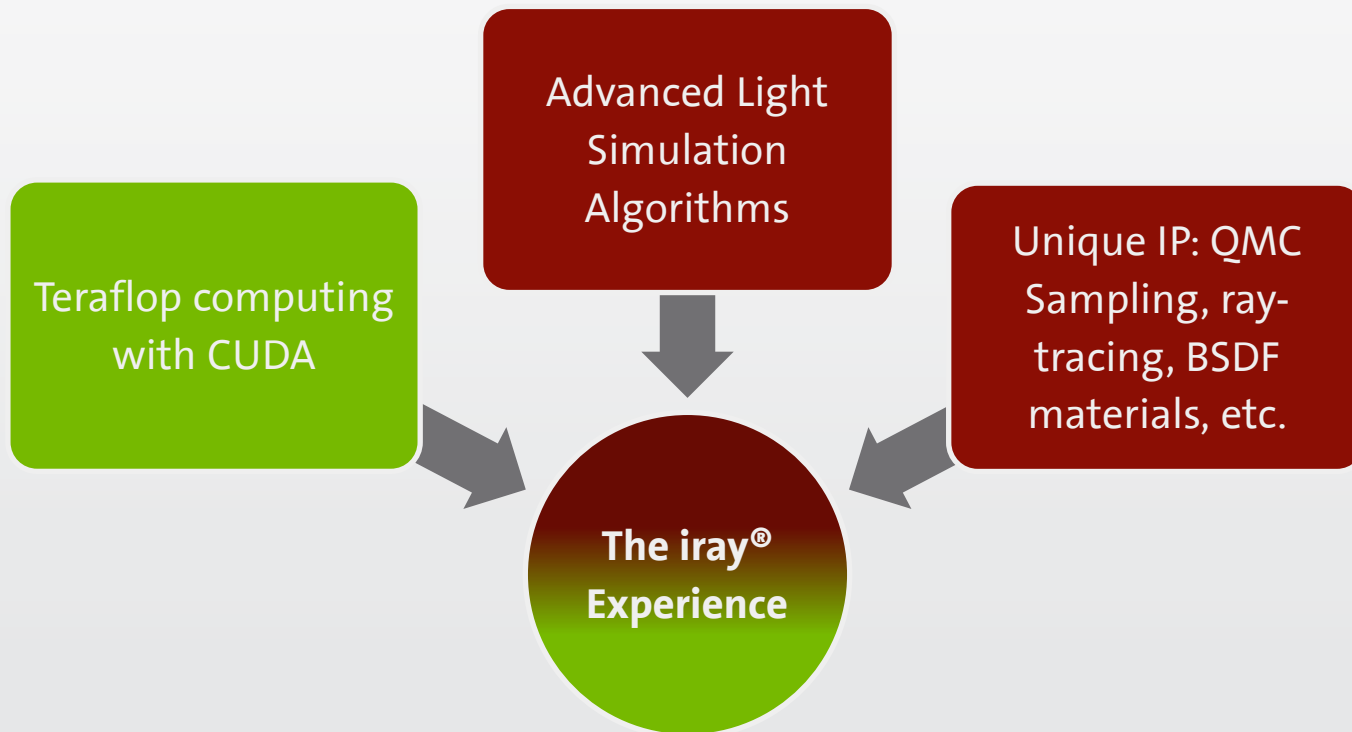 Advanced Light
Simulation
Algorithms
Teraflop computing
with CUDA
Unique IP: QMC
Sampling, ray-
tracing, BSDF
materials, etc.
The iray®
Experience